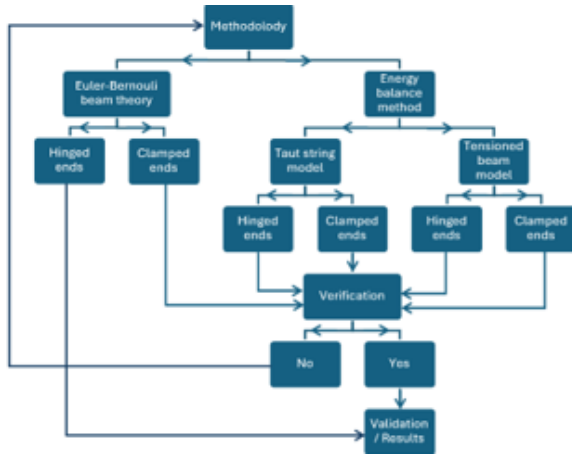 Methodolody
Euler-Bernouli
beam theory
Energy
balance
method
Hinged
ends
Clamped
ends
Taut string
model
Tensioned
beam model
Hinged
ends
Clamped
ends
Hinged
ends
Clamped
ends
Verification
No
Yes
Validation
/ Results